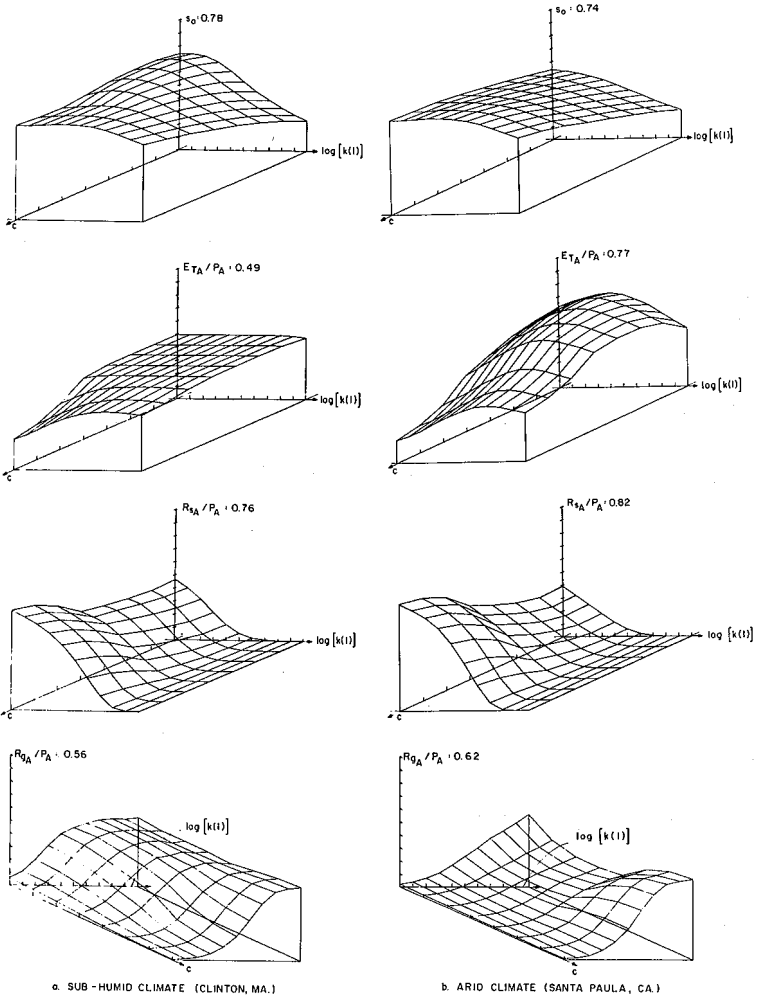 s₀ = 0.78
s₀ = 0.74
log [k(1)]
log [k(1)]
c
c
E_TA / P_A = 0.49
E_TA / P_A = 0.77
log [k(1)]
log [k(1)]
c
c
R_sA / P_A = 0.76
R_sA / P_A = 0.82
log [k(1)]
log [k(1)]
c
c
R_gA / P_A = 0.56
R_gA / P_A = 0.62
log [k(1)]
log [k(1)]
c
c
a. SUB-HUMID CLIMATE (CLINTON, MA.)
b. ARID CLIMATE (SANTA PAULA, CA.)